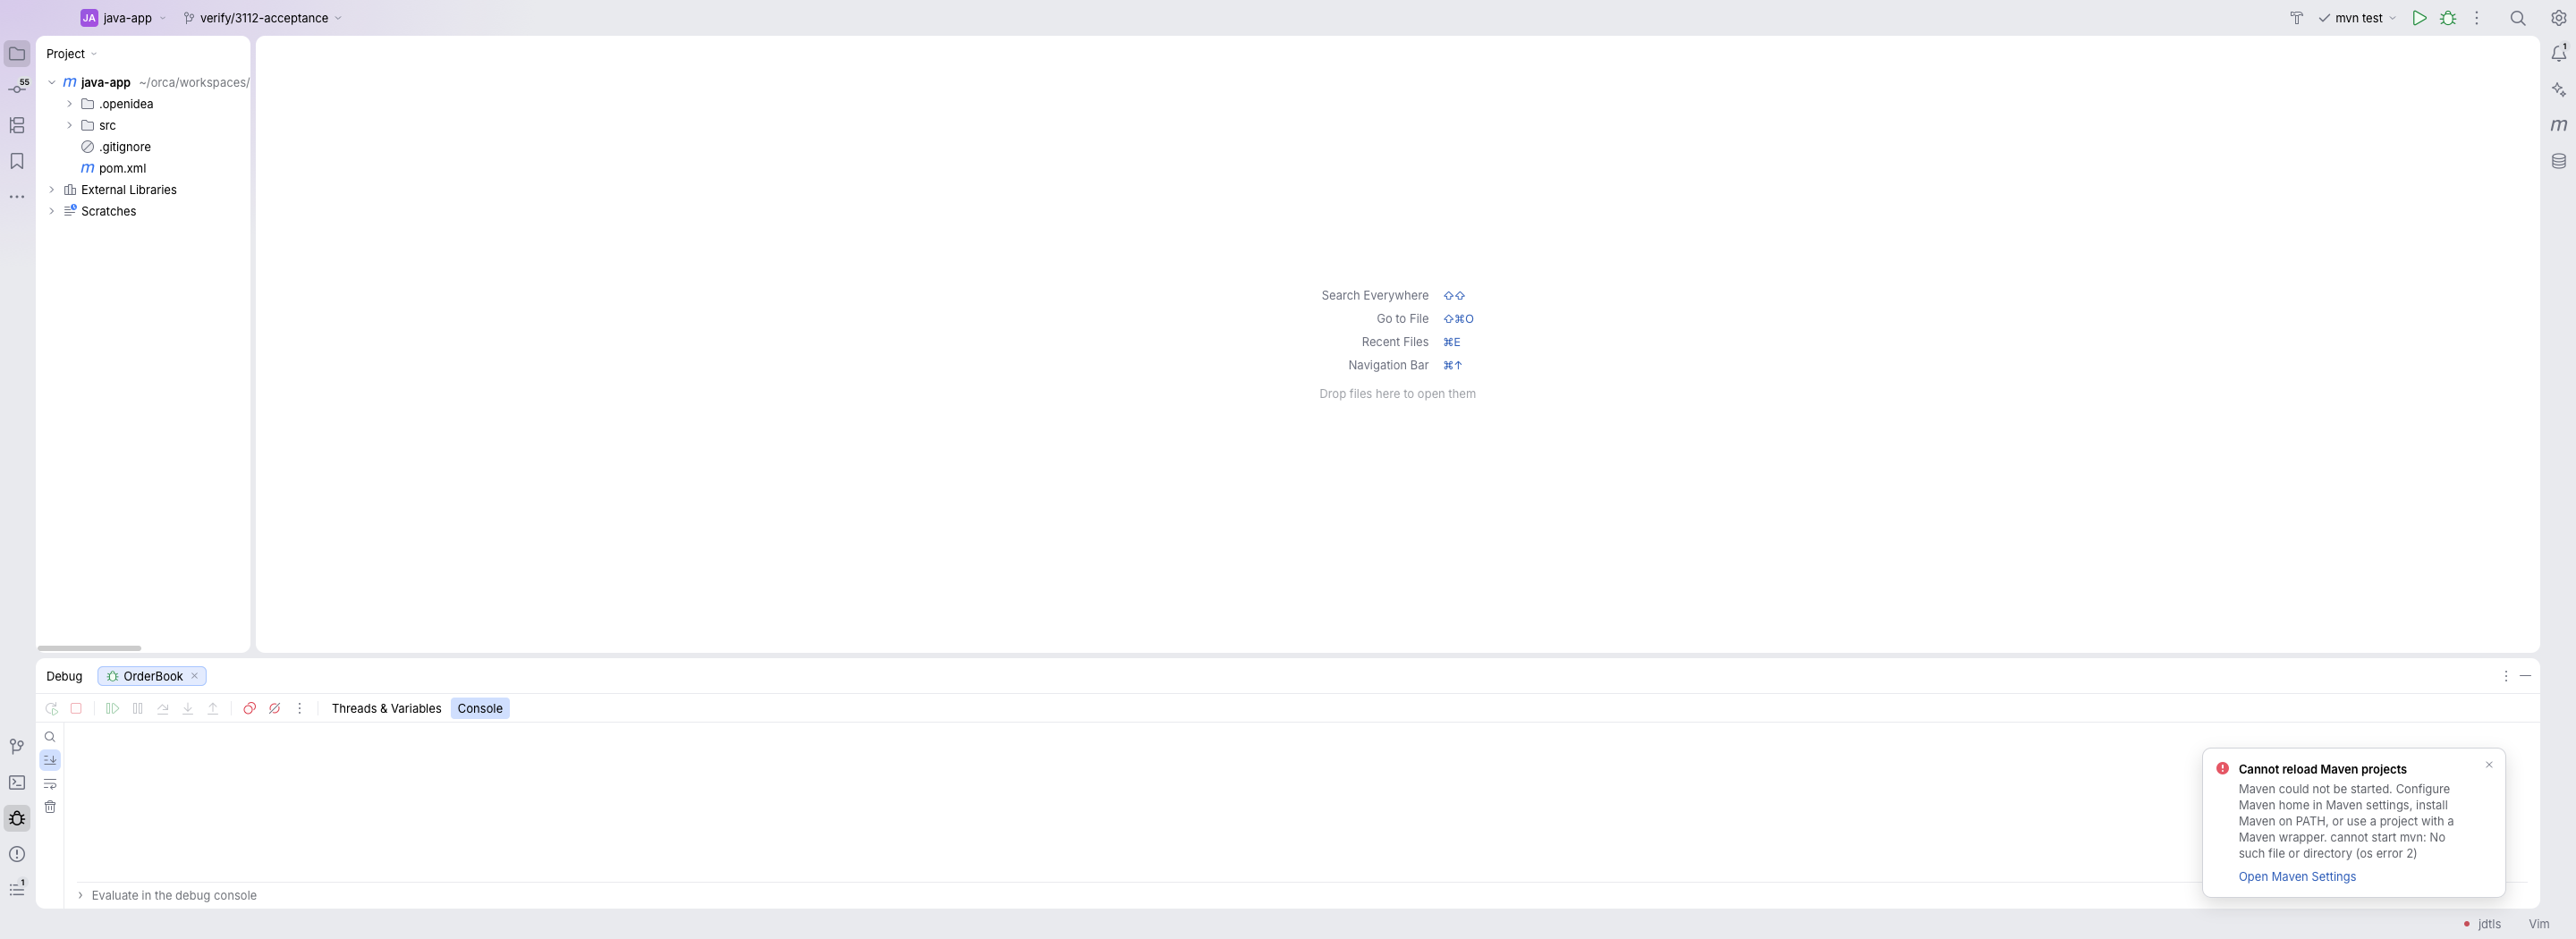 JA java-app verify/3112-acceptance mvn test
Project
55
1
m java-app ~/orca/workspaces/
.openidea
src
.gitignore
m pom.xml
m
External Libraries
Scratches
Search Everywhere ⇧⇧
Go to File ⇧⌘O
Recent Files ⌘E
Navigation Bar ⌘↑
Drop files here to open them
Debug OrderBook
Threads & Variables Console
Cannot reload Maven projects
Maven could not be started. Configure
Maven home in Maven settings, install
Maven on PATH, or use a project with a
Maven wrapper. cannot start mvn: No
such file or directory (os error 2)
Open Maven Settings
1
Evaluate in the debug console
jdtls Vim